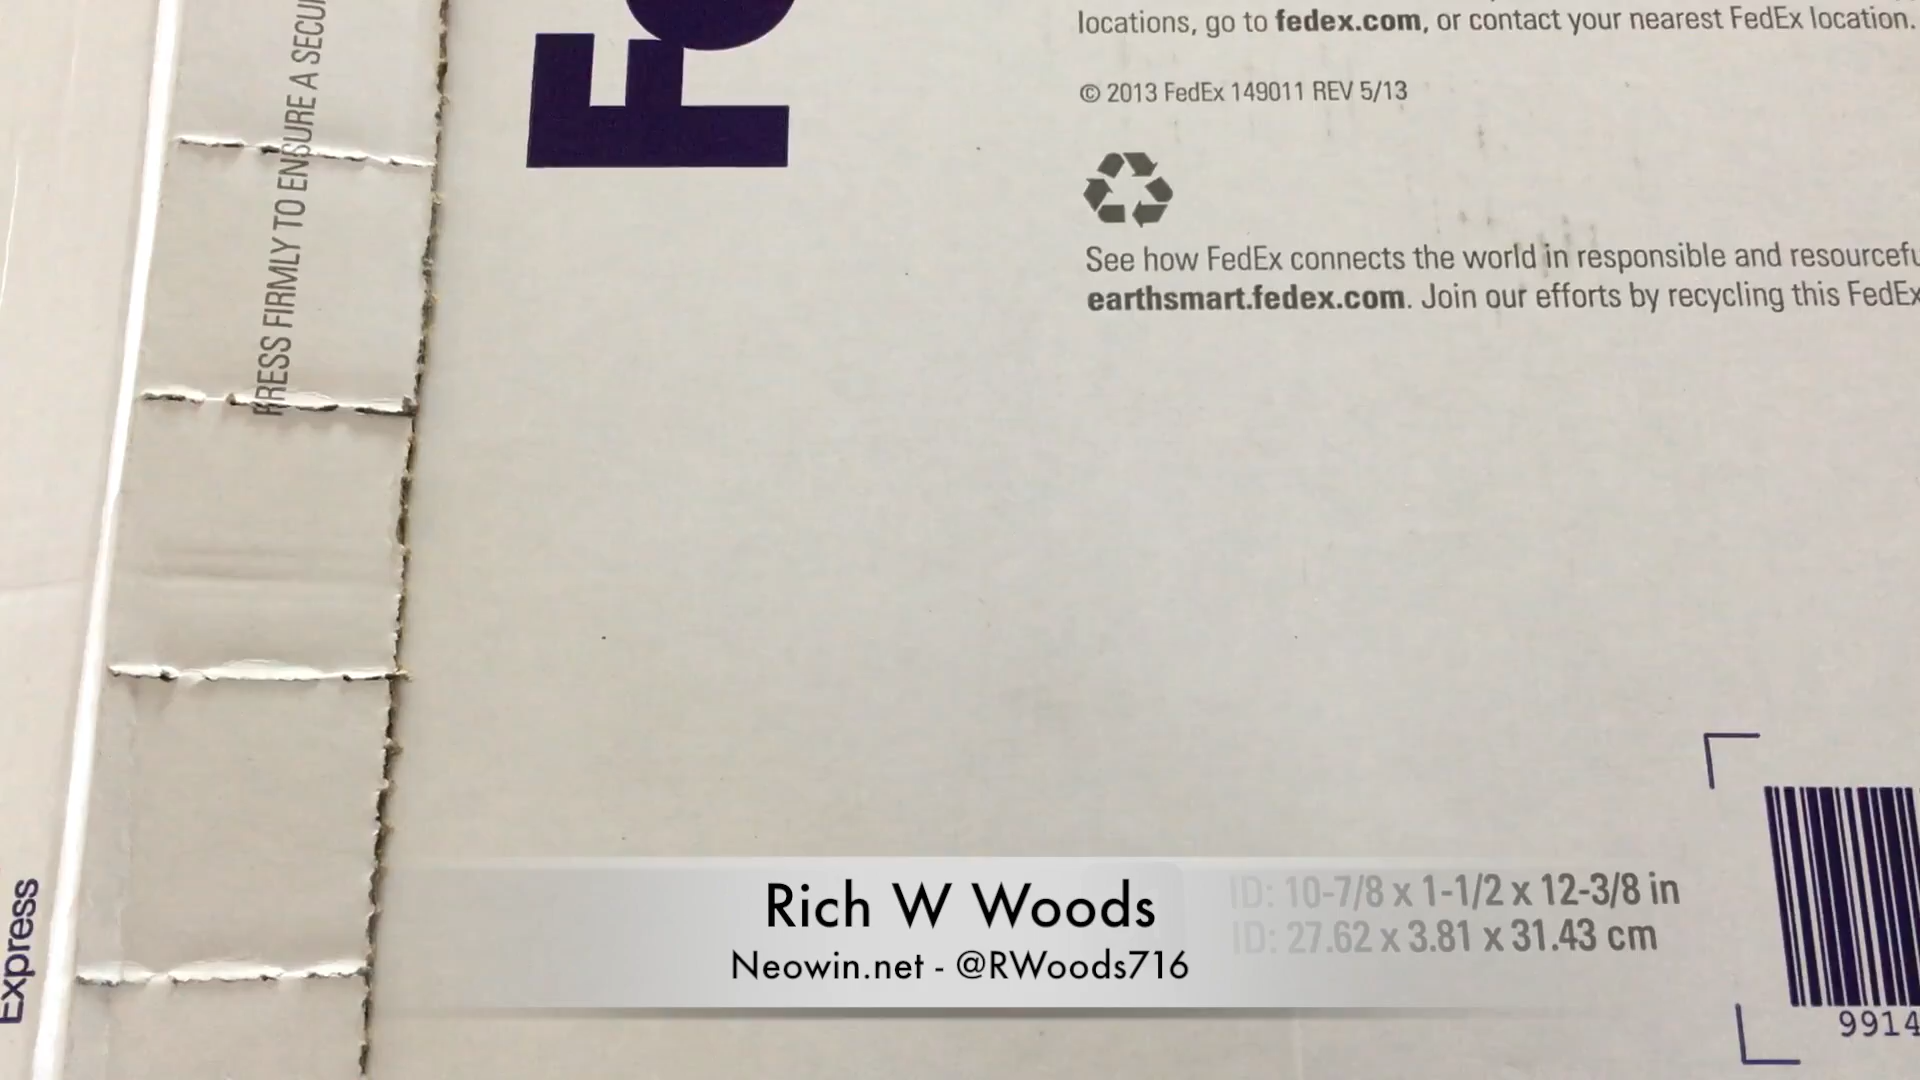 locations, go to fedex.com, or contact your nearest FedEx location.
© 2013 FedEx 149011 REV 5/13
See how FedEx connects the world in responsible and
earthsmart.fedex.com. Join our efforts by recycling this FedEx
PRESS FIRMLY TO ENSURE A
Express
ID: 10-7/8 x 1-1/2 x 12-3/8 in
ID: 27.62 x 3.81 x 31.43 cm
9914
Rich W Woods
Neowin.net - @RWoods716